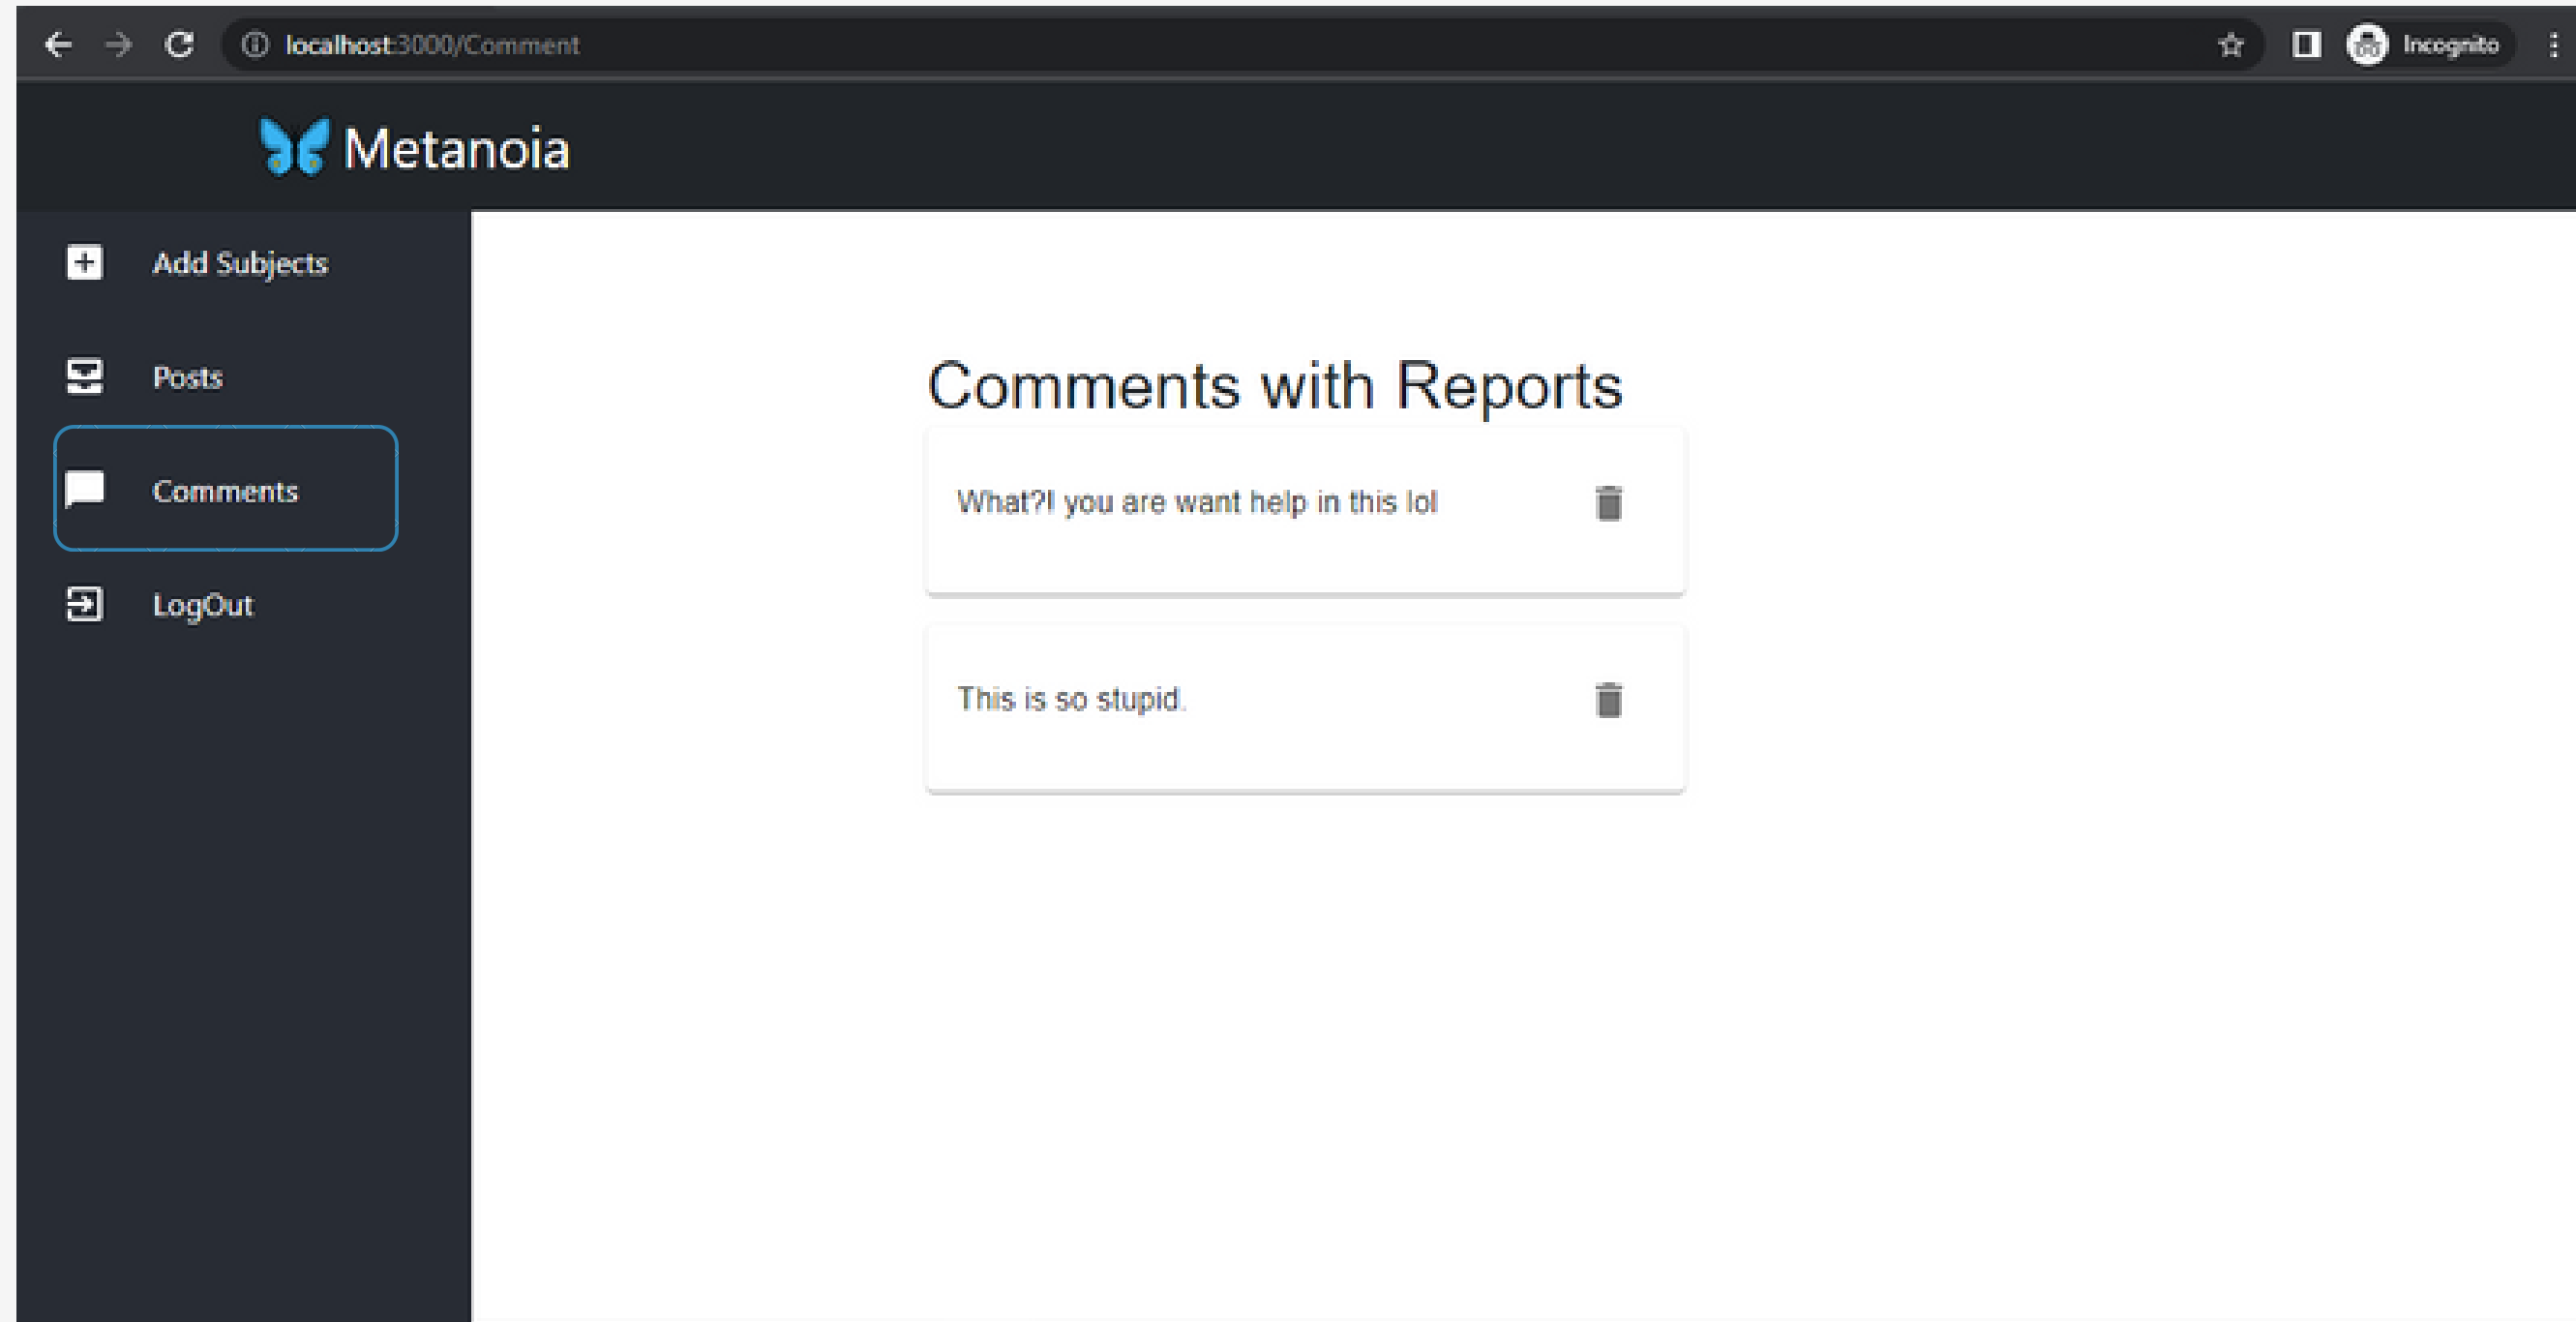 localhost:3000/Comment
Incognito
Metanoia
Add Subjects
Posts
Comments
LogOut
Comments with Reports
What?I you are want help in this lol
This is so stupid.